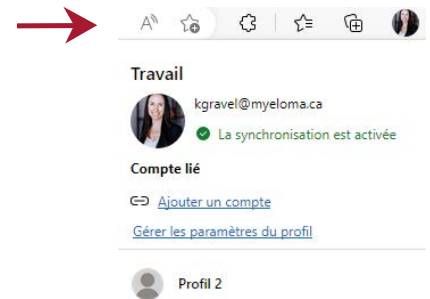 A
Travail
kgravel@myeloma.ca
La synchronisation est activée
Compte lié
Ajouter un compte
Gérer les paramètres du profil
Profil 2